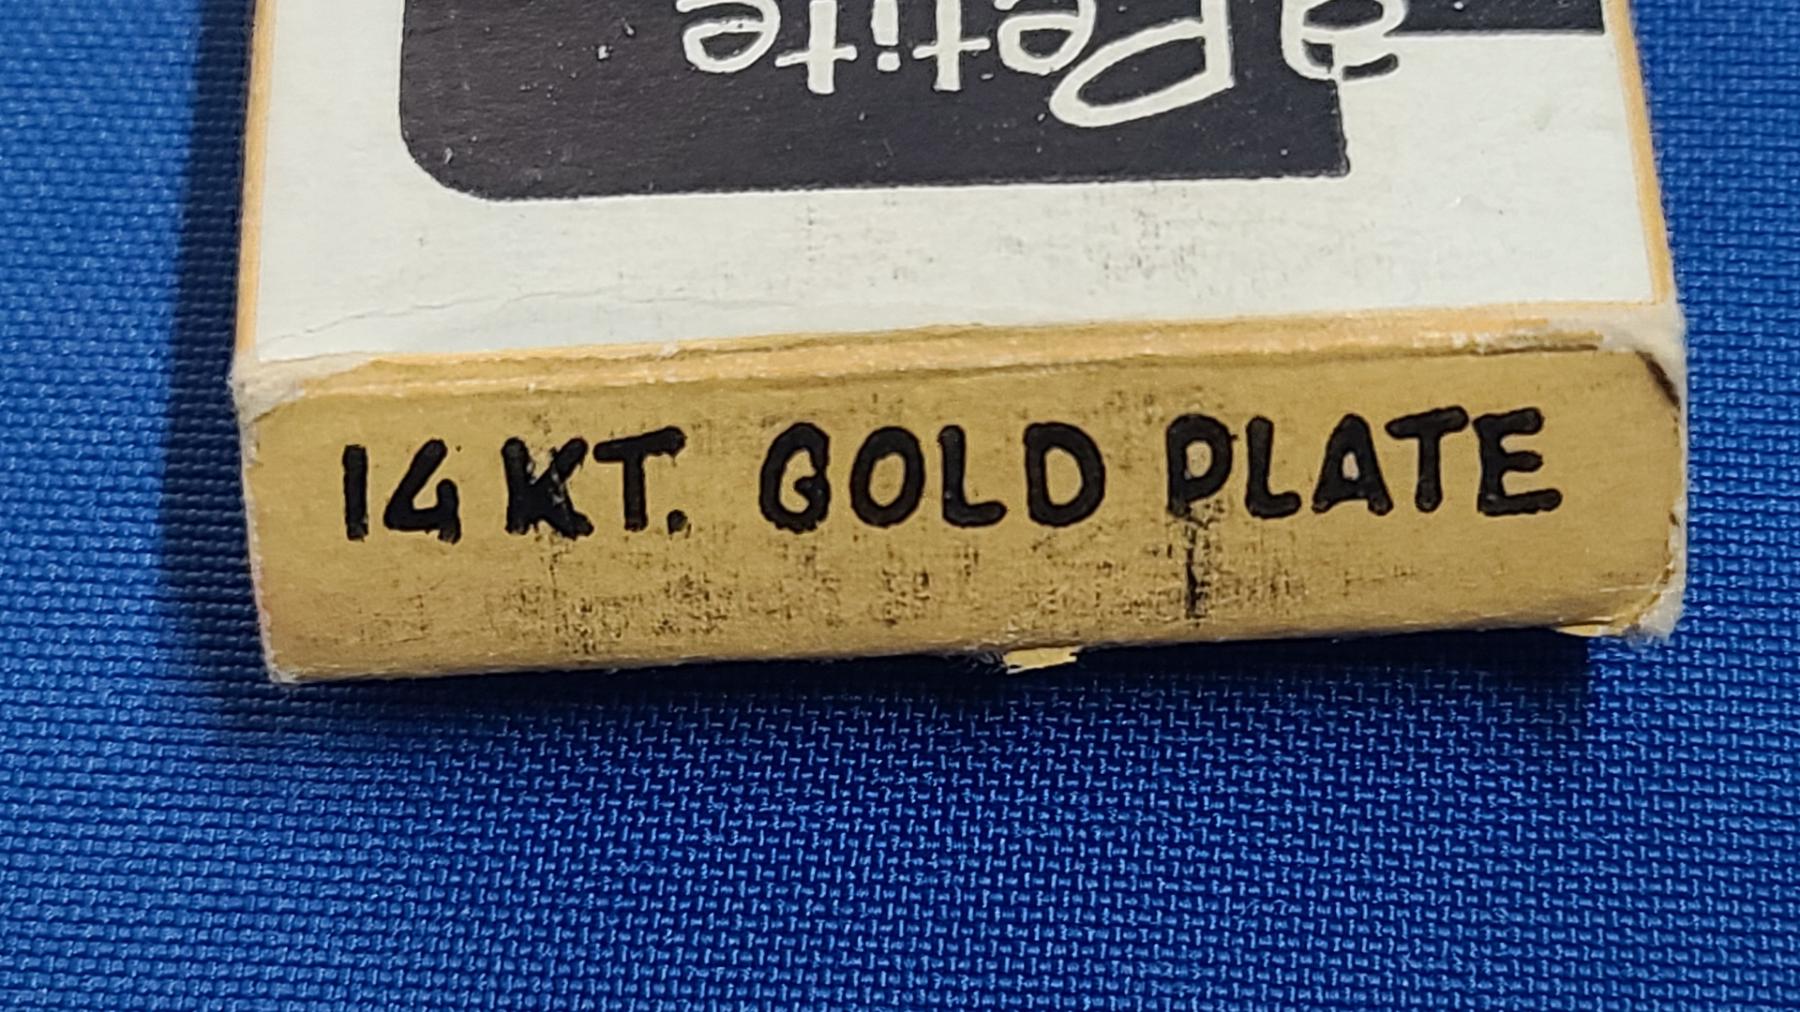 a Petite
14 KT. GOLD PLATE